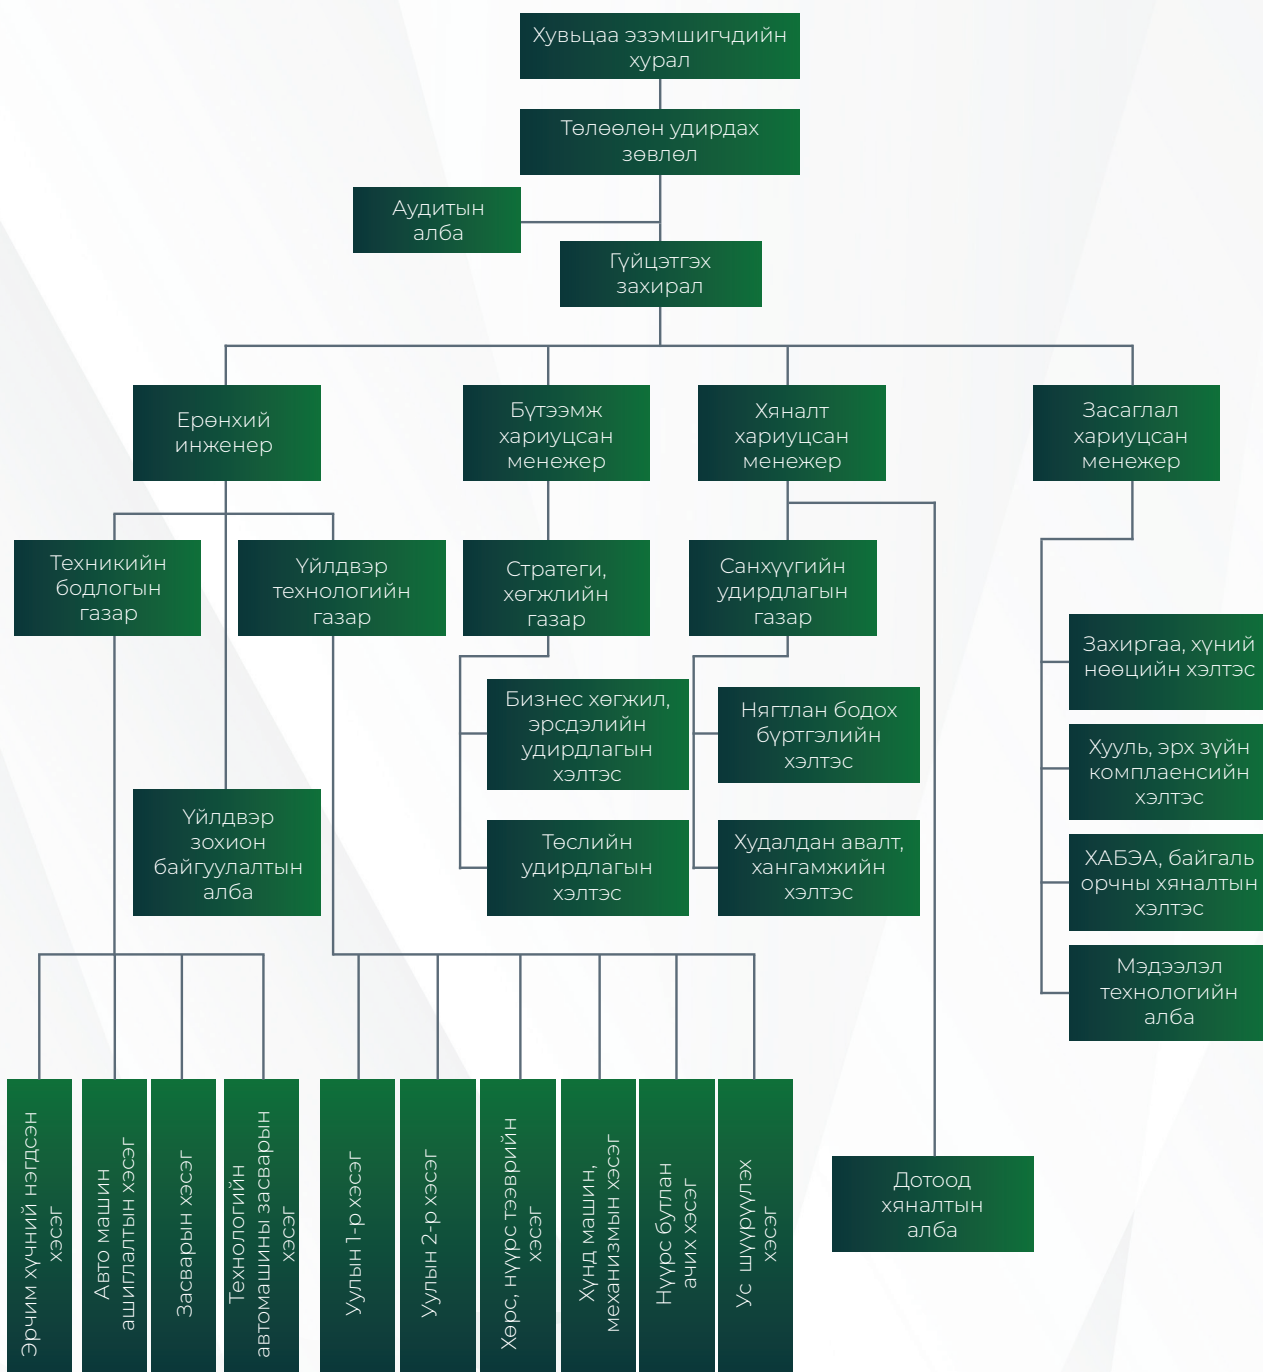 Хувьцаа эзэмшигчдийн
хурал
Төлөөлөн удирдах
зөвлөл
Аудитын
алба
Гүйцэтгэх
захирал
Ерөнхий
инженер
Бүтээмж
хариуцсан
менежер
Хяналт
хариуцсан
менежер
Засаглал
хариуцсан
менежер
Техникийн
бодлогын
газар
Үйлдвэр
технологийн
газар
Стратеги,
хөгжлийн
газар
Санхүүгийн
удирдлагын
газар
Захиргаа, хүний
нөөцийн хэлтэс
Бизнес хөгжил,
эрсдэлийн
удирдлагын
хэлтэс
Нягтлан бодох
бүртгэлийн
хэлтэс
Хууль, эрх зүйн
комплаенсийн
хэлтэс
Үйлдвэр
зохион
байгуулалтын
алба
Төслийн
удирдлагын
хэлтэс
Худалдан авалт,
хангамжийн
хэлтэс
ХАБЭА, байгаль
орчны хяналтын
хэлтэс
Мэдээлэл
технологийн
алба
Эрчим хүчний нэгдсэн
хэсэг
Авто машин
ашиглалтын хэсэг
Засварын хэсэг
Технологийн
автомашины засварын
хэсэг
Уулын 1-р хэсэг
Уулын 2-р хэсэг
Хөрс, нүүрс тээврийн
хэсэг
Хүнд машин,
механизмын хэсэг
Нүүрс бутлан
ачих хэсэг
Ус шүүрүүлэх
хэсэг
Дотоод
хяналтын
алба